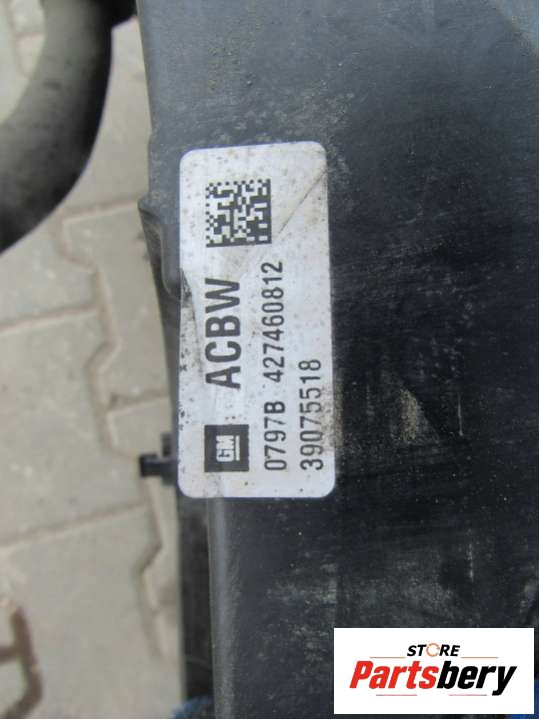 GM ACBW
0797B 427460812
39075518
STORE
Partsbery